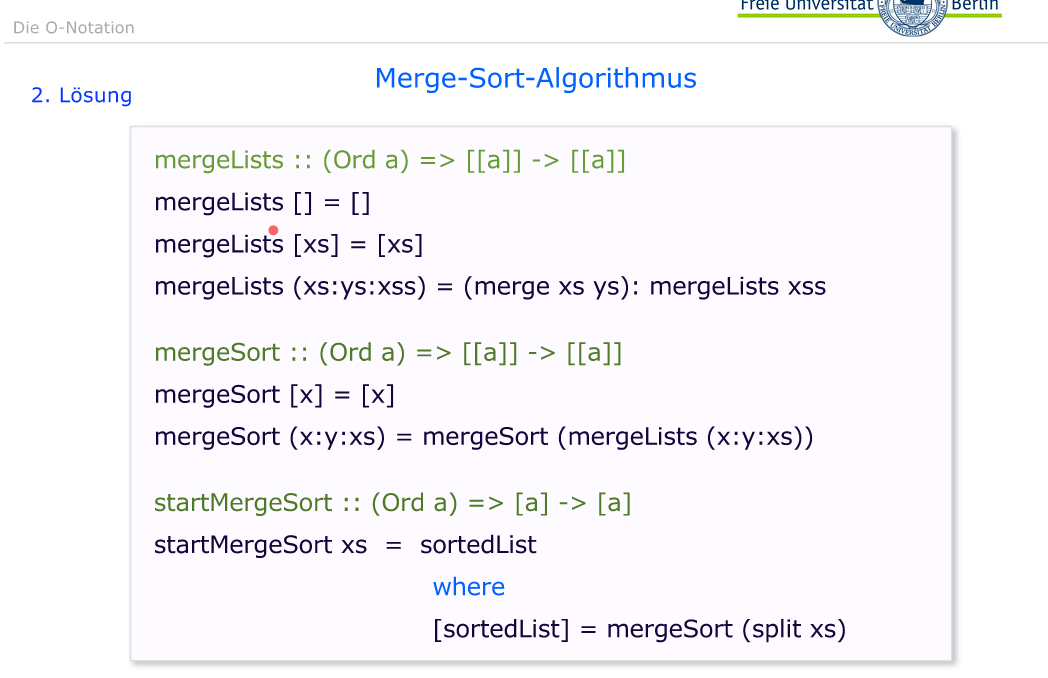 Die O-Notation
Freie Universität Berlin
Merge-Sort-Algorithmus
2. Lösung
mergeLists :: (Ord a) => [[a]] -> [[a]]
mergeLists [] = []
mergeLists [xs] = [xs]
mergeLists (xs:ys:xss) = (merge xs ys): mergeLists xss
mergeSort :: (Ord a) => [[a]] -> [[a]]
mergeSort [x] = [x]
mergeSort (x:y:xs) = mergeSort (mergeLists (x:y:xs))
startMergeSort :: (Ord a) => [a] -> [a]
startMergeSort xs = sortedList
where
[sortedList] = mergeSort (split xs)